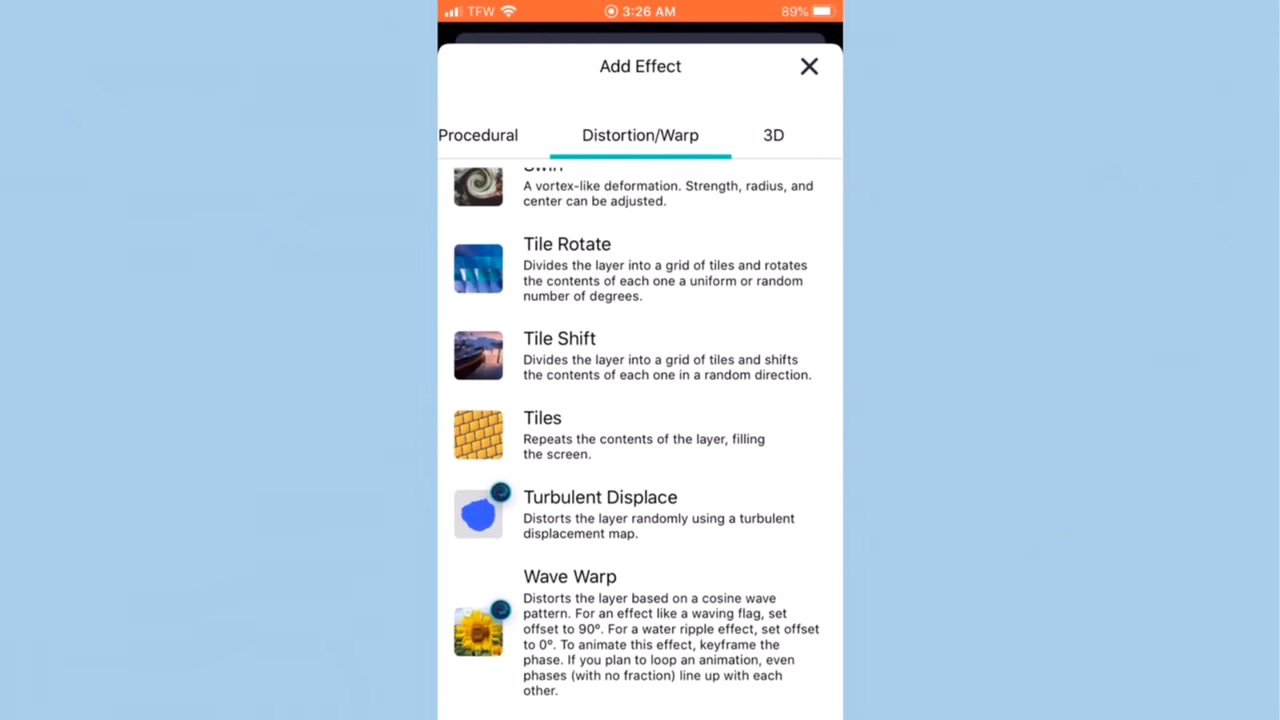 TFW 3:26 AM 89%
Add Effect
Procedural Distortion/Warp 3D
A vortex-like deformation. Strength, radius, and
center can be adjusted.
Tile Rotate
Divides the layer into a grid of tiles and rotates
the contents of each one a uniform or random
number of degrees.
Tile Shift
Divides the layer into a grid of tiles and shifts
the contents of each one in a random direction.
Tiles
Repeats the contents of the layer, filling
the screen.
Turbulent Displace
Distorts the layer randomly using a turbulent
displacement map.
Wave Warp
Distorts the layer based on a cosine wave
pattern. For an effect like a waving flag, set
offset to 90º. For a water ripple effect, set offset
to 0º. To animate this effect, keyframe the
phase. If you plan to loop an animation, even
phases (with no fraction) line up with each
other.